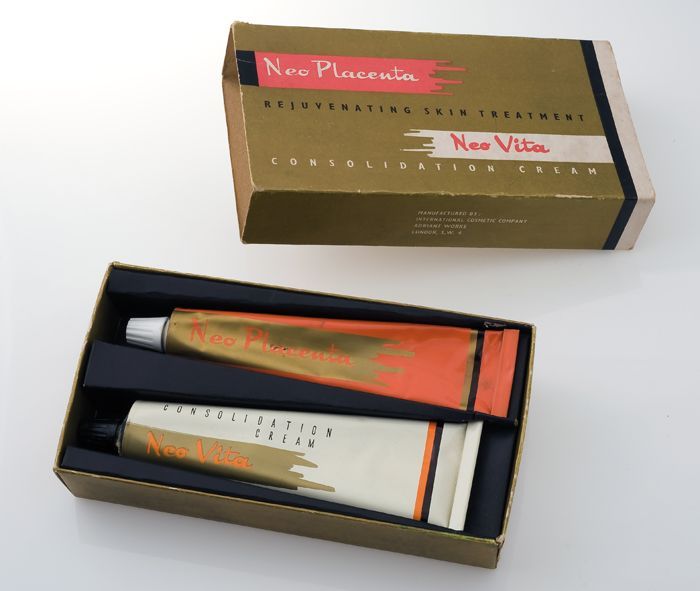 Neo Placenta
REJUVENATING SKIN TREATMENT
Neo Vita
CONSOLIDATION CREAM
MANUFACTURED BY:-
INTERNATIONAL COSMETIC COMPANY
ADRIANT WORKS
LONDON, S.W. 6
Neo Placenta
CONSOLIDATION
CREAM
Neo Vita